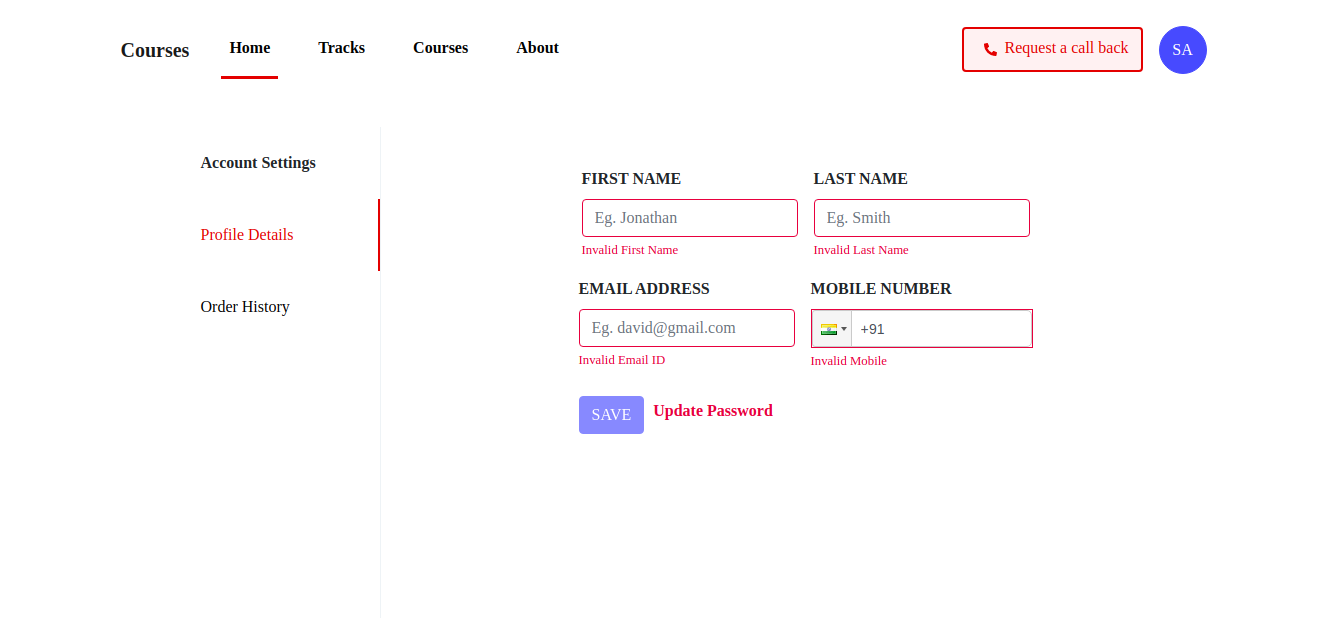 Courses Home Tracks Courses About Request a call back SA
Account Settings
Profile Details
Order History
FIRST NAME LAST NAME
Eg. Jonathan Eg. Smith
Invalid First Name Invalid Last Name
EMAIL ADDRESS MOBILE NUMBER
Eg. david@gmail.com +91
Invalid Email ID Invalid Mobile
SAVE Update Password